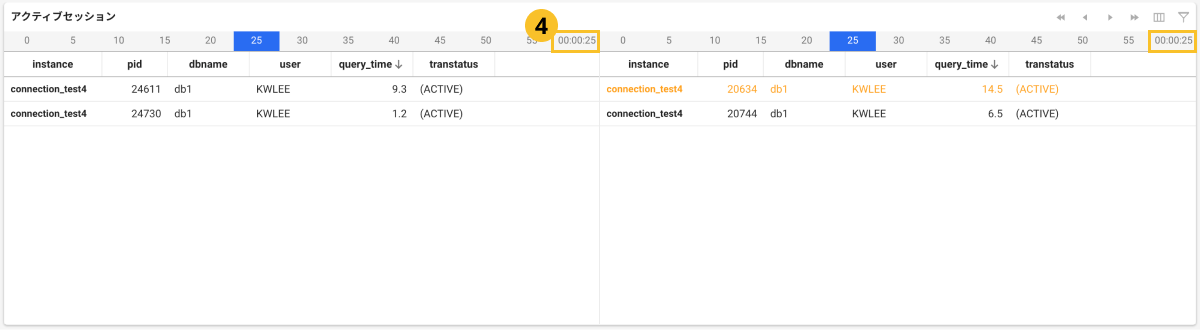 アクティブセッション
4
0 5 10 15 20 25 30 35 40 45 50 55 00:00:25 0 5 10 15 20 25 30 35 40 45 50 55 00:00:25
instance pid dbname user query_time transtatus instance pid dbname user query_time transtatus
connection_test4 24611 db1 KWLEE 9.3 (ACTIVE) connection_test4 20634 db1 KWLEE 14.5 (ACTIVE)
connection_test4 24730 db1 KWLEE 1.2 (ACTIVE) connection_test4 20744 db1 KWLEE 6.5 (ACTIVE)